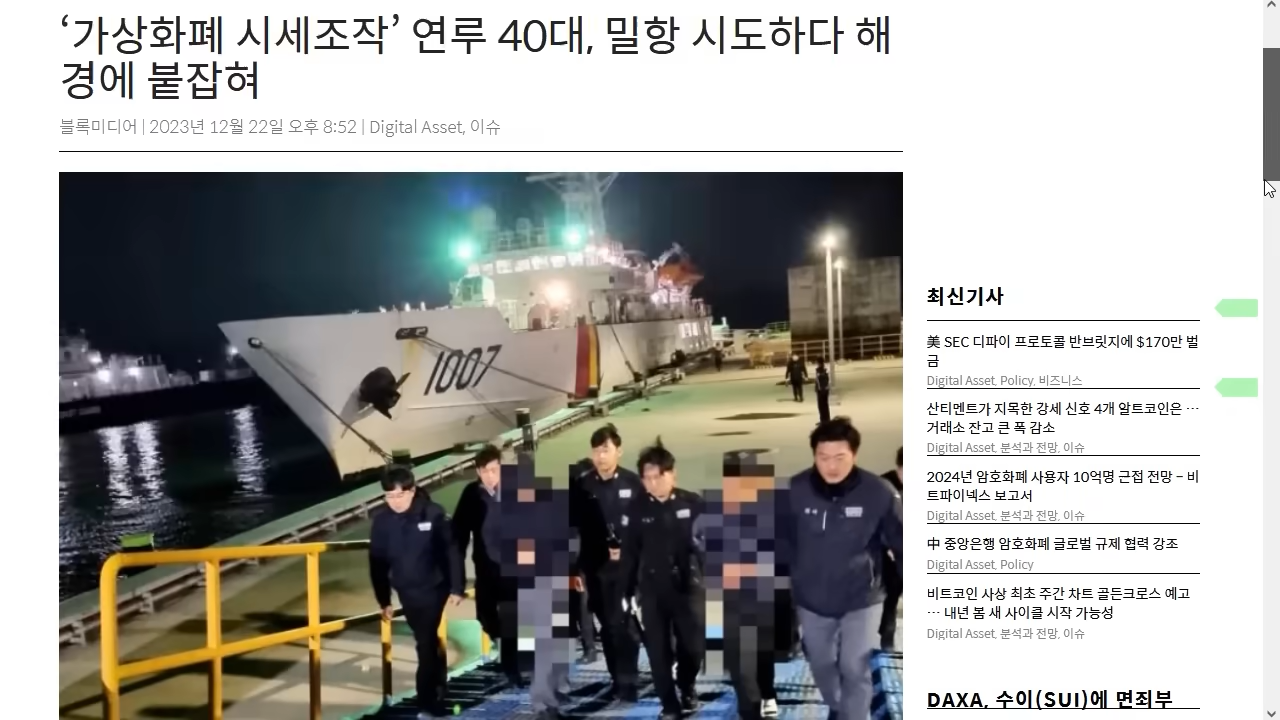 ‘가상화폐 시세조작’ 연루 40대, 밀항 시도하다 해
경에 붙잡혀
블록미디어 | 2023년 12월 22일 오후 8:52 | Digital Asset, 이슈
1007
최신기사
美 SEC 디파이 프로토콜 반브릿지에 $170만 벌
금
Digital Asset, Policy, 비즈니스
산티멘트가 지목한 강세 신호 4개 알트코인은 …
거래소 잔고 큰 폭 감소
Digital Asset, 분석과 전망, 이슈
2024년 암호화폐 사용자 10억명 근접 전망 – 비
트파이넥스 보고서
Digital Asset, 분석과 전망, 이슈
中 중앙은행 암호화폐 글로벌 규제 협력 강조
Digital Asset, Policy
비트코인 사상 최초 주간 차트 골든크로스 예고
… 내년 봄 새 사이클 시작 가능성
Digital Asset, 분석과 전망, 이슈
DAXA, 수이(SUI)에 면죄부